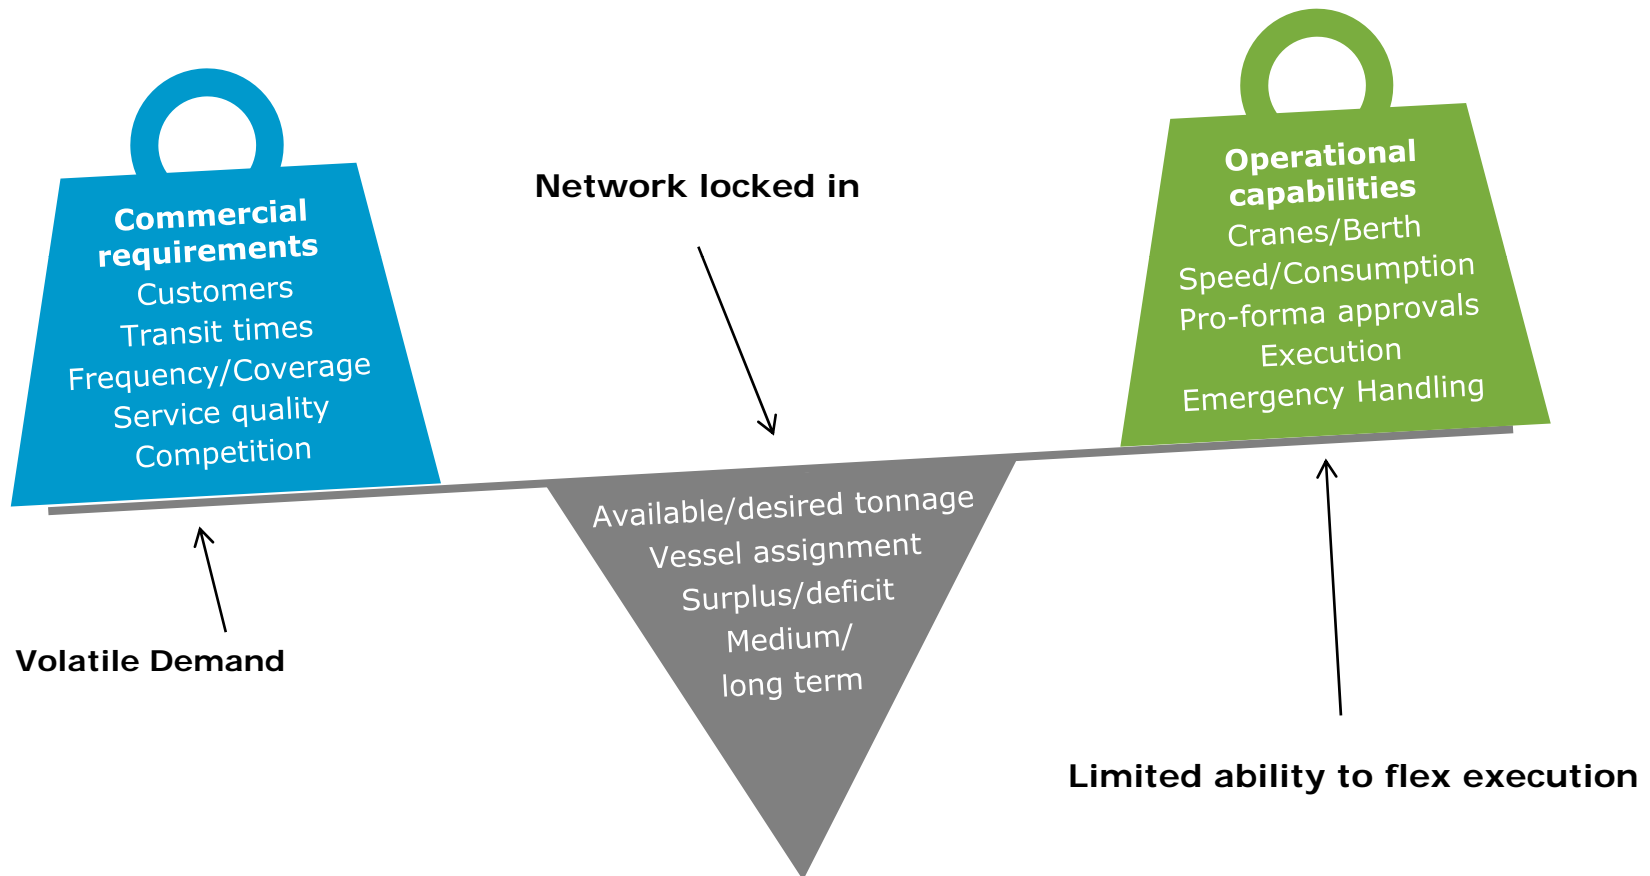 Commercial
requirements
Customers
Transit times
Frequency/Coverage
Service quality
Competition
Volatile Demand
Network locked in
Available/desired tonnage
Vessel assignment
Surplus/deficit
Medium/
long term
Operational
capabilities
Cranes/Berth
Speed/Consumption
Pro-forma approvals
Execution
Emergency Handling
Limited ability to flex execution